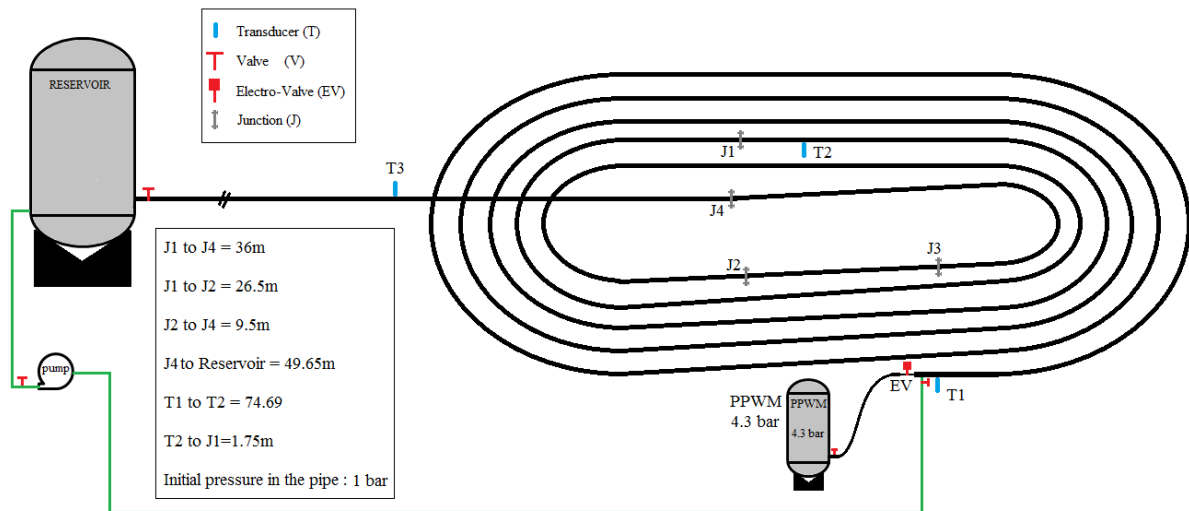 Transducer (T)
Valve (V)
Electro-Valve (EV)
Junction (J)
RESERVOIR
J1
T2
T3
J4
J3
J2
J1 to J4 = 36m
J1 to J2 = 26.5m
J2 to J4 = 9.5m
J4 to Reservoir = 49.65m
T1 to T2 = 74.69
T2 to J1=1.75m
Initial pressure in the pipe : 1 bar
pump
EV
T1
PPWM
4.3 bar
PPWM
4.3 bar